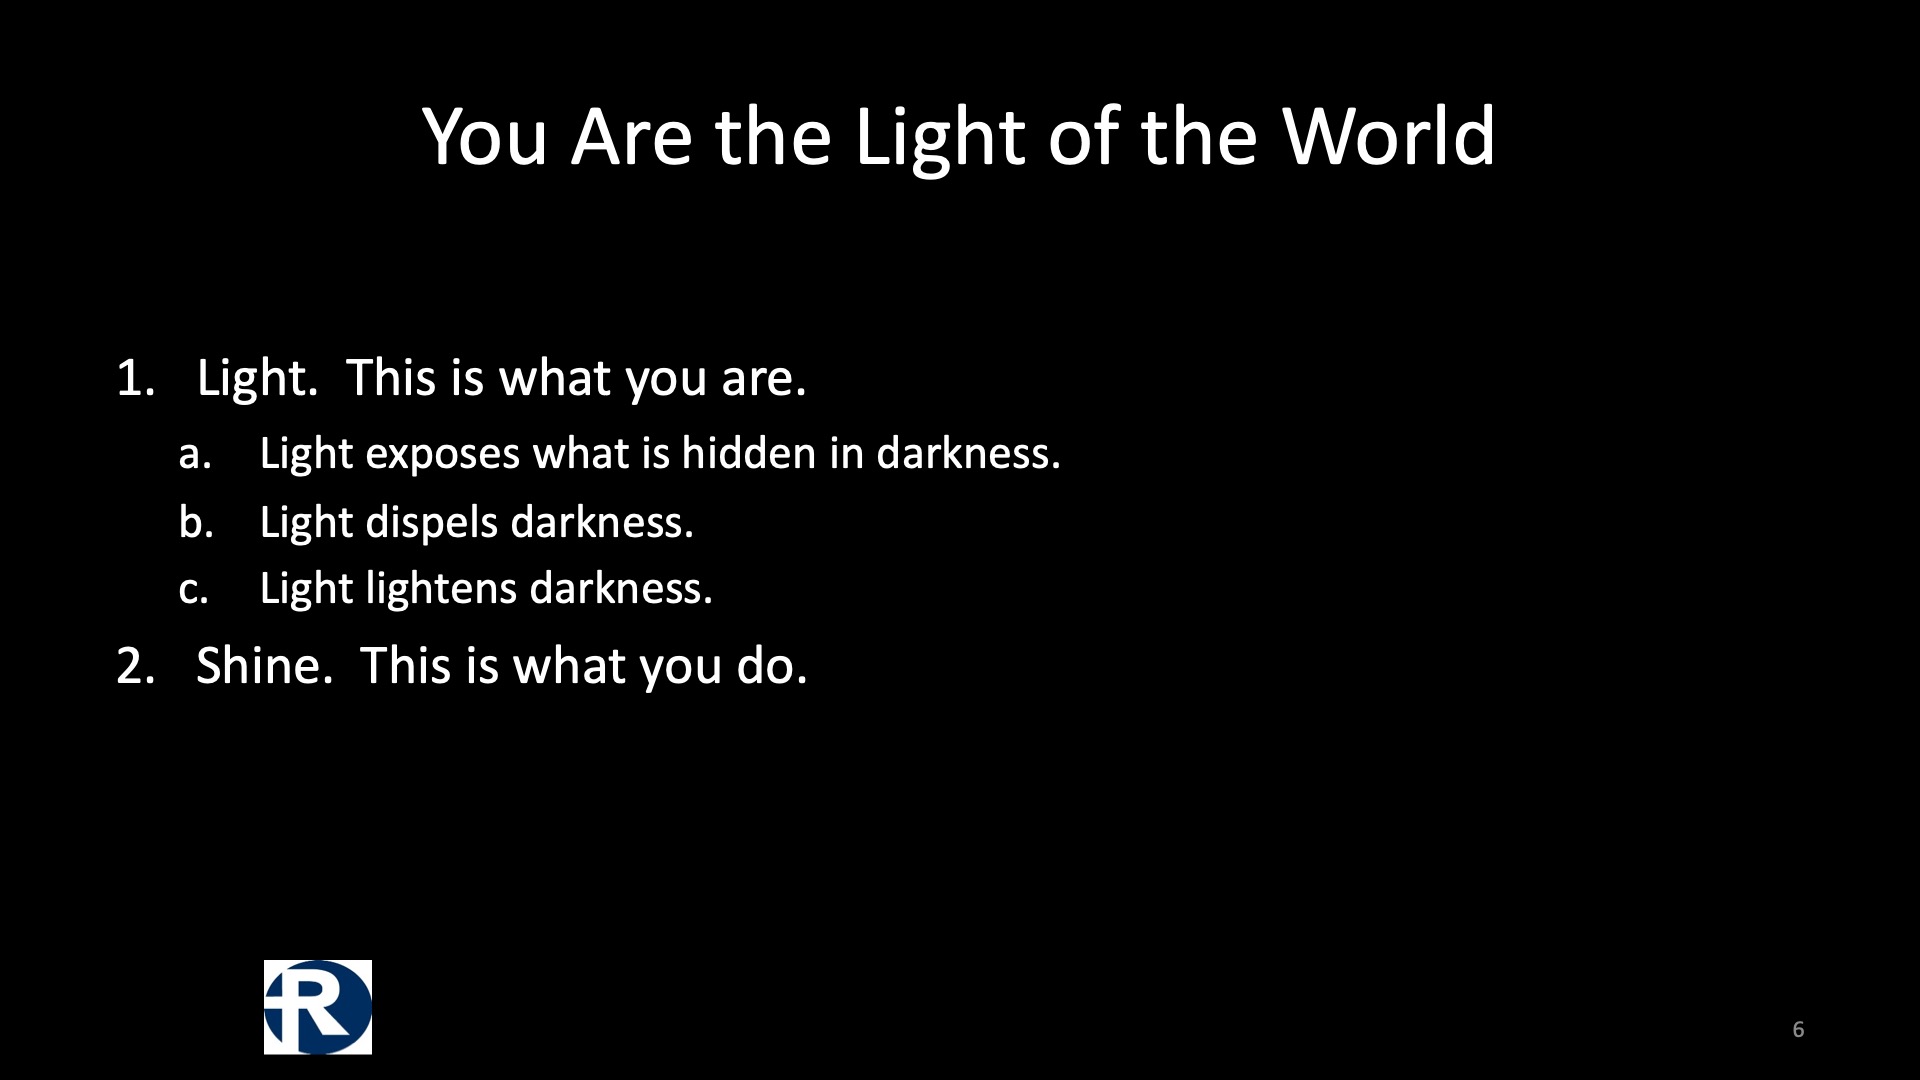 You Are the Light of the World
1. Light.  This is what you are.
a. Light exposes what is hidden in darkness.
b. Light dispels darkness.
c. Light lightens darkness.
2. Shine.  This is what you do.
R
6